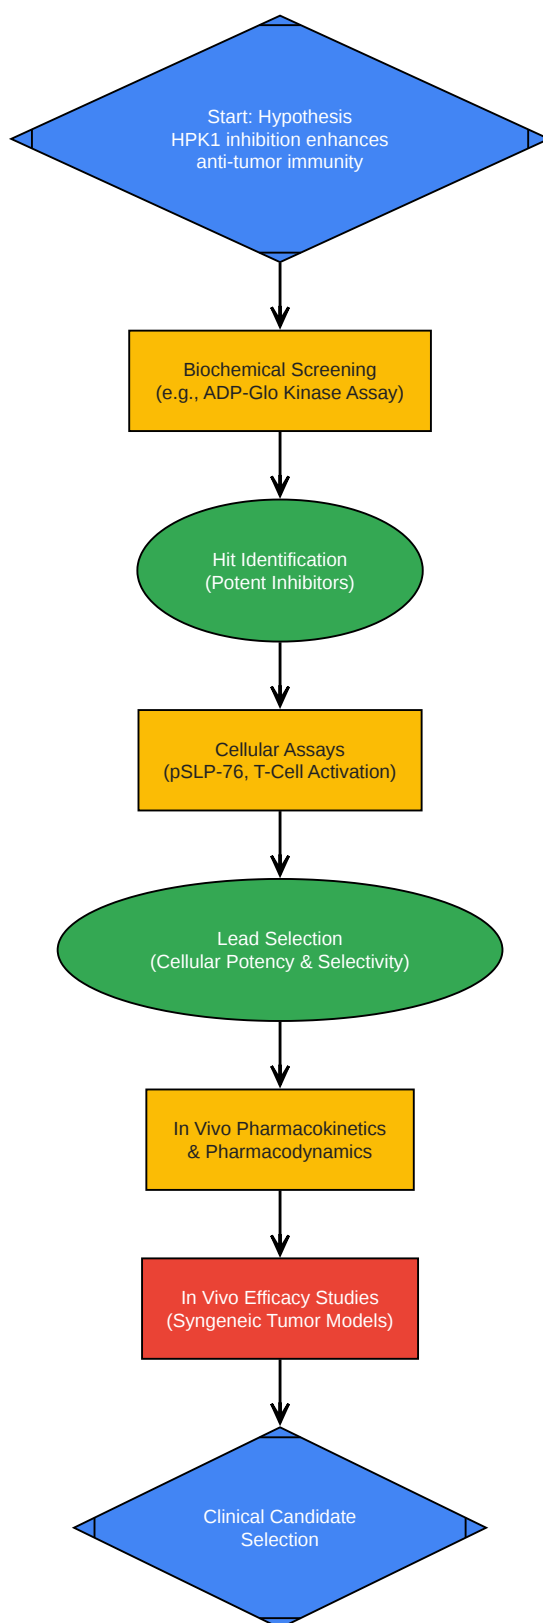 Start: Hypothesis
HPK1 inhibition enhances
anti-tumor immunity
Biochemical Screening
(e.g., ADP-Glo Kinase Assay)
Hit Identification
(Potent Inhibitors)
Cellular Assays
(pSLP-76, T-Cell Activation)
Lead Selection
(Cellular Potency & Selectivity)
In Vivo Pharmacokinetics
& Pharmacodynamics
In Vivo Efficacy Studies
(Syngeneic Tumor Models)
Clinical Candidate
Selection